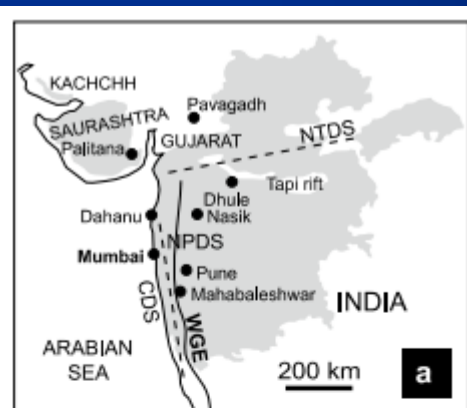 KACHCHH
Pavagadh
SAURASHTRA
Palitana
GUJARAT
NTDS
Tapi rift
Dhule
Dahanu
Nasik
NPDS
Mumbai
Pune
CDS
Mahabaleshwar
INDIA
WGE
ARABIAN
SEA
200 km
a